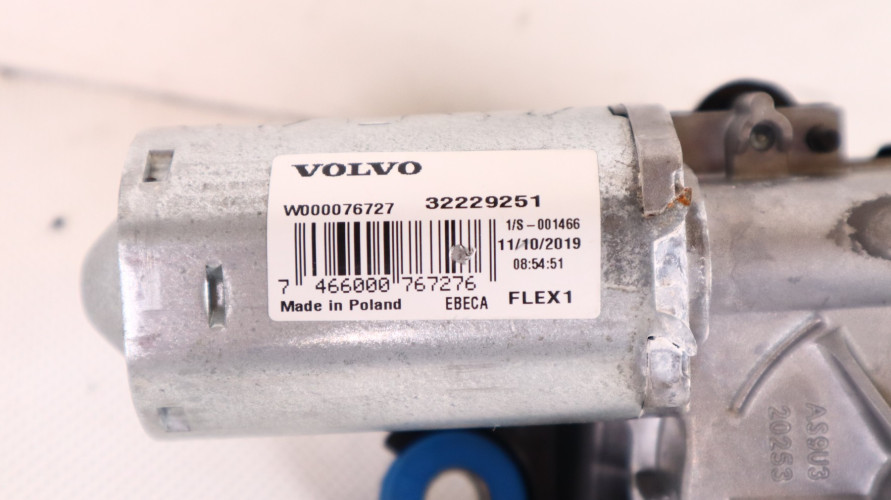 VOLVO
W000076727 32229251
1/S-001466
11/10/2019
08:54:51
7 466000 767276
Made in Poland EBECA FLEX1
AS9U3
20253